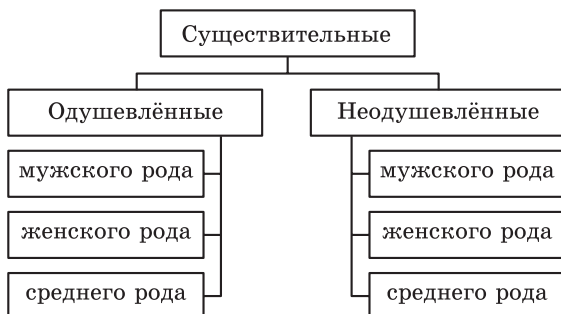 Существительные
Одушевлённые
Неодушевлённые
мужского рода
мужского рода
женского рода
женского рода
среднего рода
среднего рода